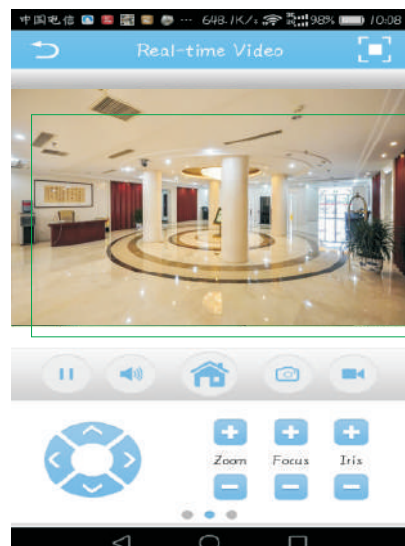 中国电信 ... 648.1K/s 98% 10:08
Real-time Video
Zoom Focus Iris